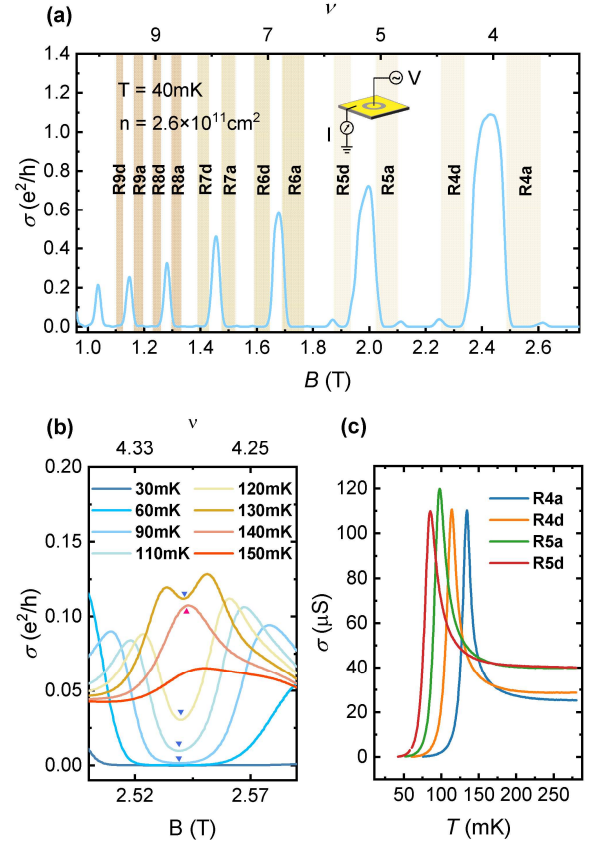 (a)
ν
9 7 5 4
T = 40mK
n = 2.6×10¹¹cm²
V
I
R9d R9a R8d R8a R7d R7a R6d R6a R5d R5a R4d R4a
σ (e²/h)
1.4
1.2
1.0
0.8
0.6
0.4
0.2
0.0
1.0 1.2 1.4 1.6 1.8 2.0 2.2 2.4 2.6
B (T)
(b)
ν
4.33 4.25
0.20
0.15
0.10
0.05
0.00
σ (e²/h)
30mK 120mK
60mK 130mK
90mK 140mK
110mK 150mK
2.52 2.57
B (T)
(c)
120
100
80
60
40
20
0
σ (μS)
R4a
R4d
R5a
R5d
50 100 150 200 250
T (mK)